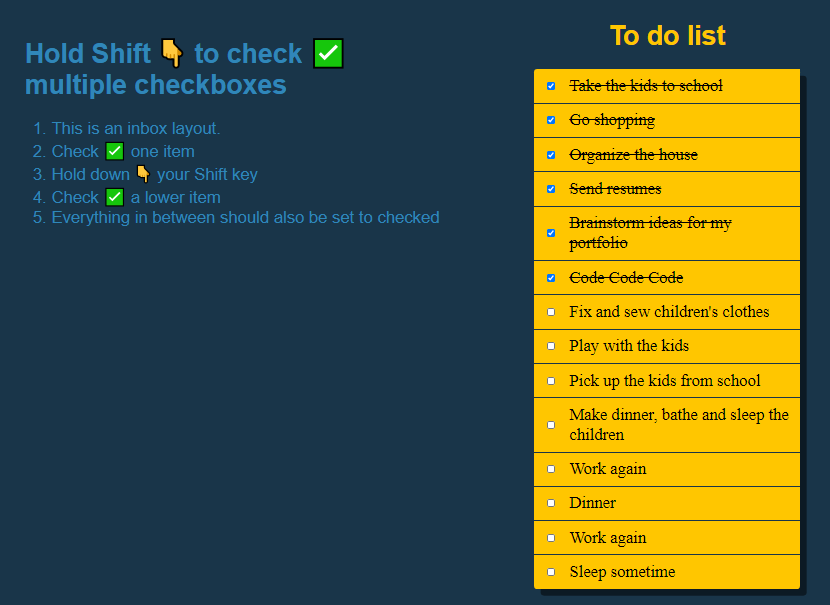 Hold Shift 👇 to check ✅
multiple checkboxes
1. This is an inbox layout.
2. Check ✅ one item
3. Hold down 👇 your Shift key
4. Check ✅ a lower item
5. Everything in between should also be set to checked
To do list
Take the kids to school
Go shopping
Organize the house
Send resumes
Brainstorm ideas for my
portfolio
Code Code Code
Fix and sew children's clothes
Play with the kids
Pick up the kids from school
Make dinner, bathe and sleep the
children
Work again
Dinner
Work again
Sleep sometime